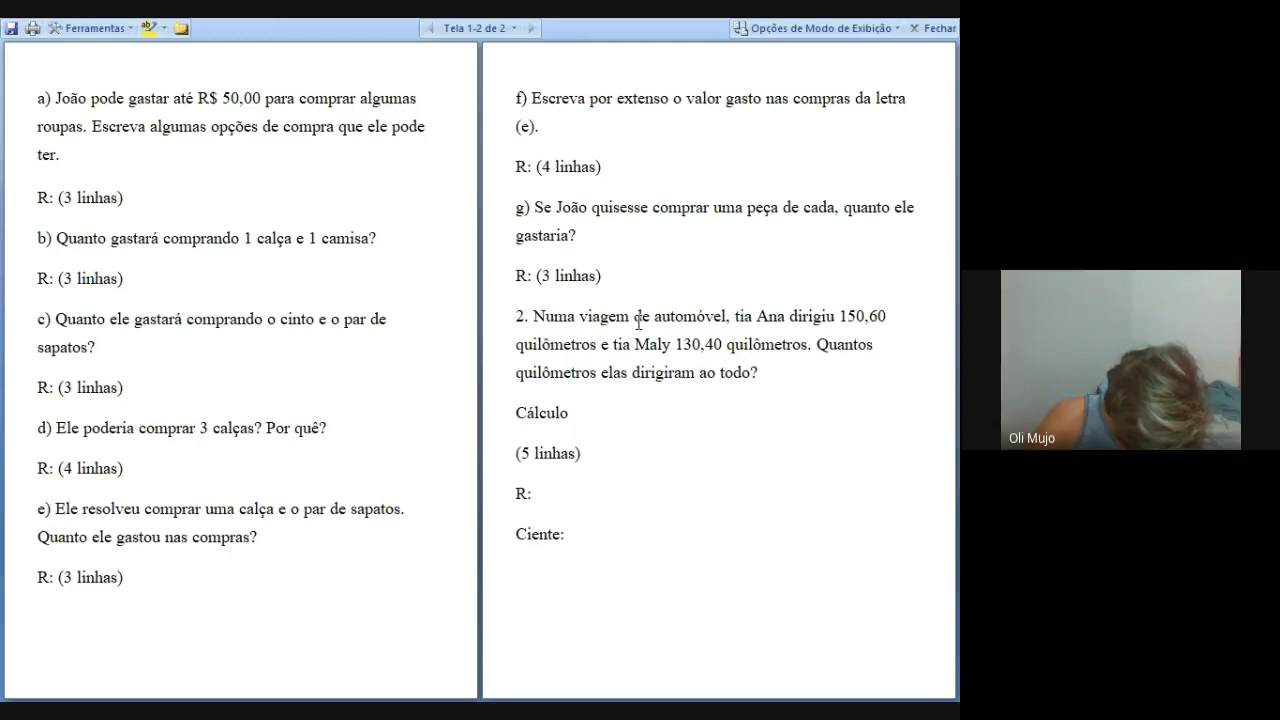 Ferramentas
Tela 1-2 de 2
Opções de Modo de Exibição
Fechar
a) João pode gastar até R$ 50,00 para comprar algumas
roupas. Escreva algumas opções de compra que ele pode
ter.
R: (3 linhas)
b) Quanto gastará comprando 1 calça e 1 camisa?
R: (3 linhas)
c) Quanto ele gastará comprando o cinto e o par de
sapatos?
R: (3 linhas)
d) Ele poderia comprar 3 calças? Por quê?
R: (4 linhas)
e) Ele resolveu comprar uma calça e o par de sapatos.
Quanto ele gastou nas compras?
R: (3 linhas)
f) Escreva por extenso o valor gasto nas compras da letra
(e).
R: (4 linhas)
g) Se João quisesse comprar uma peça de cada, quanto ele
gastaria?
R: (3 linhas)
2. Numa viagem de automóvel, tia Ana dirigiu 150,60
quilômetros e tia Maly 130,40 quilômetros. Quantos
quilômetros elas dirigiram ao todo?
Cálculo
(5 linhas)
R:
Ciente:
Oli Mujo